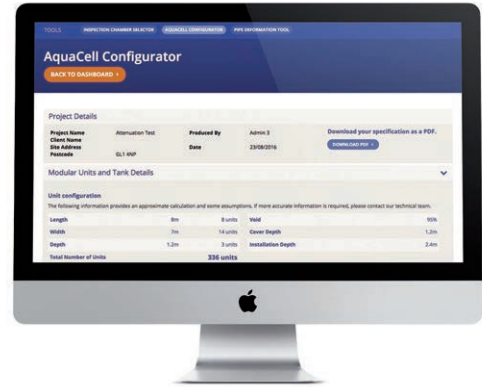 TOOLS INSPECTION CHAMBER SELECTOR AQUACELL CONFIGURATOR PIPE DEFORMATION TOOL
AquaCell Configurator
BACK TO DASHBOARD ›
Project Details
Project Name Attenuation Test Produced By Admin 3 Download your specification as a PDF.
Client Name
Site Address Date 23/08/2016 DOWNLOAD PDF ›
Postcode GL1 4NP
Modular Units and Tank Details
Unit configuration
The following information provides an approximate calculation and some assumptions. If more accurate information is required, please contact our technical team.
Length 8m 8 units Void 95%
Width 7m 14 units Cover Depth 1.2m
Depth 1.2m 3 units Installation Depth 2.4m
Total Number of Units 336 units